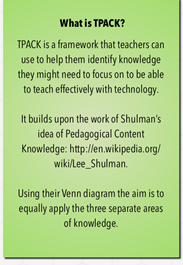 What is TPACK?
TPACK is a framework that teachers can
use to help them identify knowledge
they might need to focus on to be able
to teach effectively with technology.
It builds upon the work of Shulman's
idea of Pedagogical Content
Knowledge: http://en.wikipedia.org/
wiki/Lee_Shulman.
Using their Venn diagram the aim is to
equally apply the three separate areas
of knowledge.